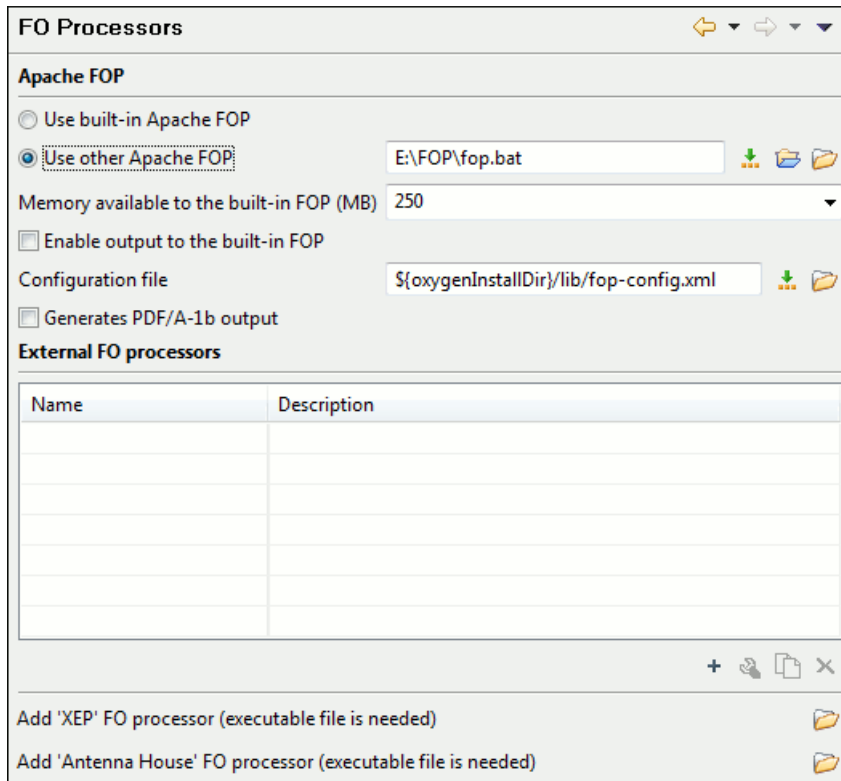 FO Processors
Apache FOP
Use built-in Apache FOP
Use other Apache FOP E:\FOP\fop.bat
Memory available to the built-in FOP (MB) 250
Enable output to the built-in FOP
Configuration file ${oxygenInstallDir}/lib/fop-config.xml
Generates PDF/A-1b output
External FO processors
Name Description
Add 'XEP' FO processor (executable file is needed)
Add 'Antenna House' FO processor (executable file is needed)